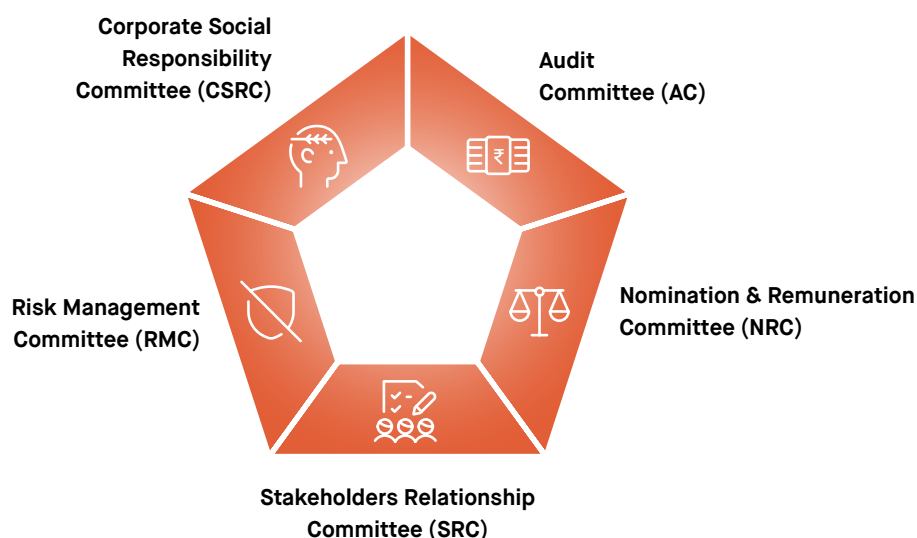 Corporate Social
Responsibility
Committee (CSRC)
Audit
Committee (AC)
₹
Risk Management
Committee (RMC)
Nomination & Remuneration
Committee (NRC)
Stakeholders Relationship
Committee (SRC)